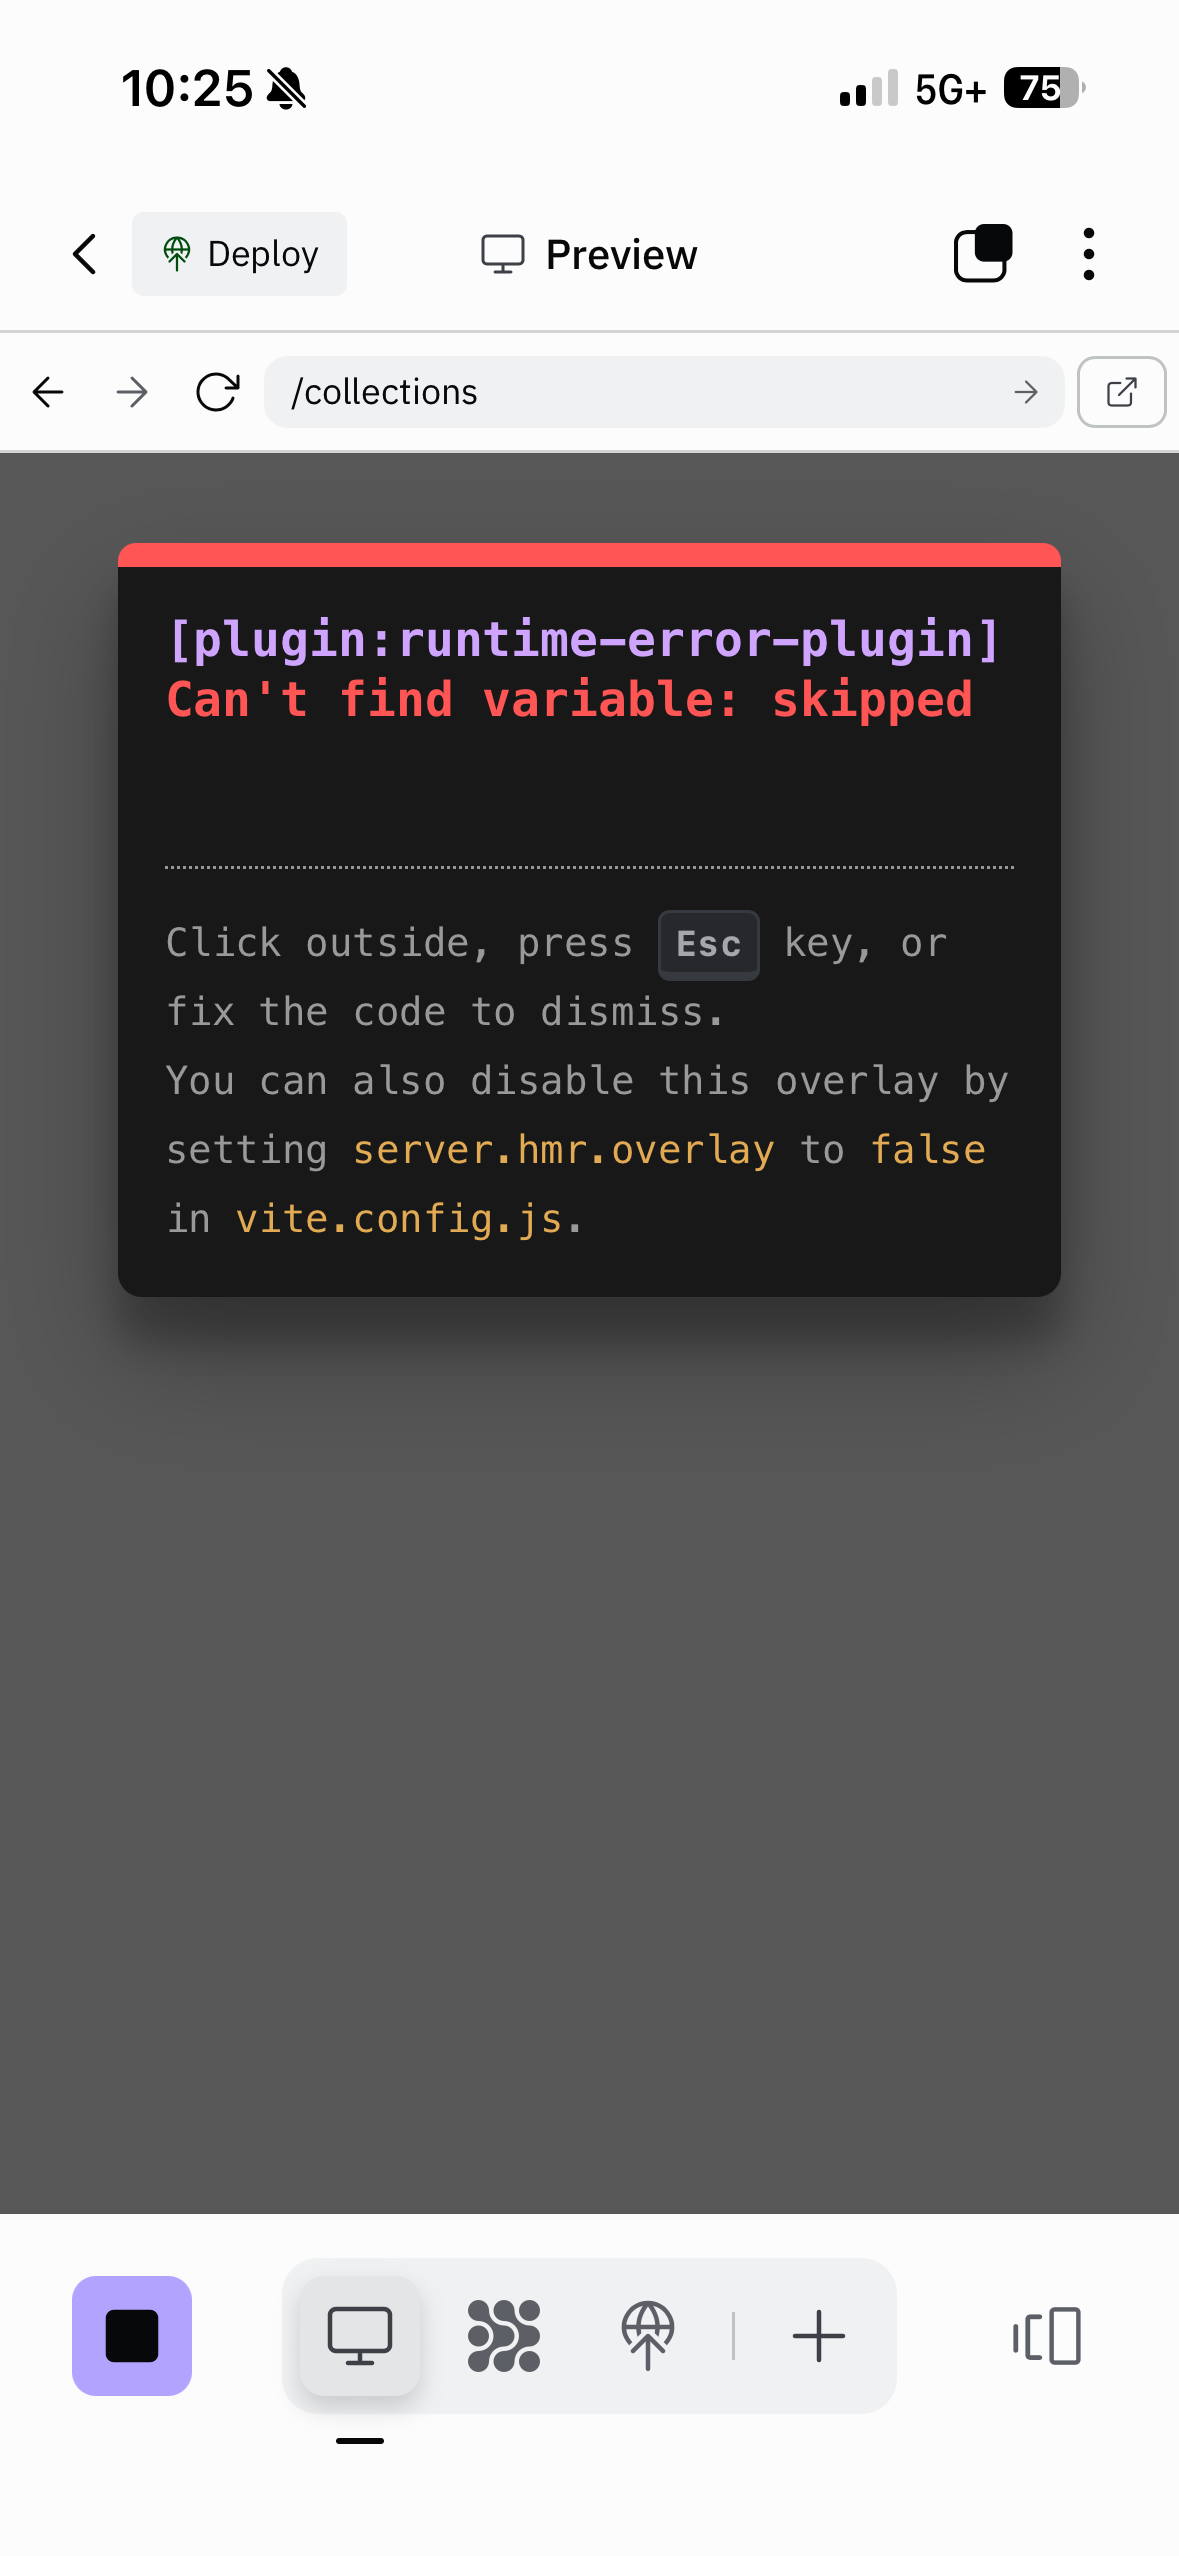 10:25
5G+
75
Deploy
Preview
/collections
[plugin:runtime-error-plugin]
Can't find variable: skipped
Click outside, press Esc key, or
fix the code to dismiss.
You can also disable this overlay by
setting server.hmr.overlay to false
in vite.config.js.